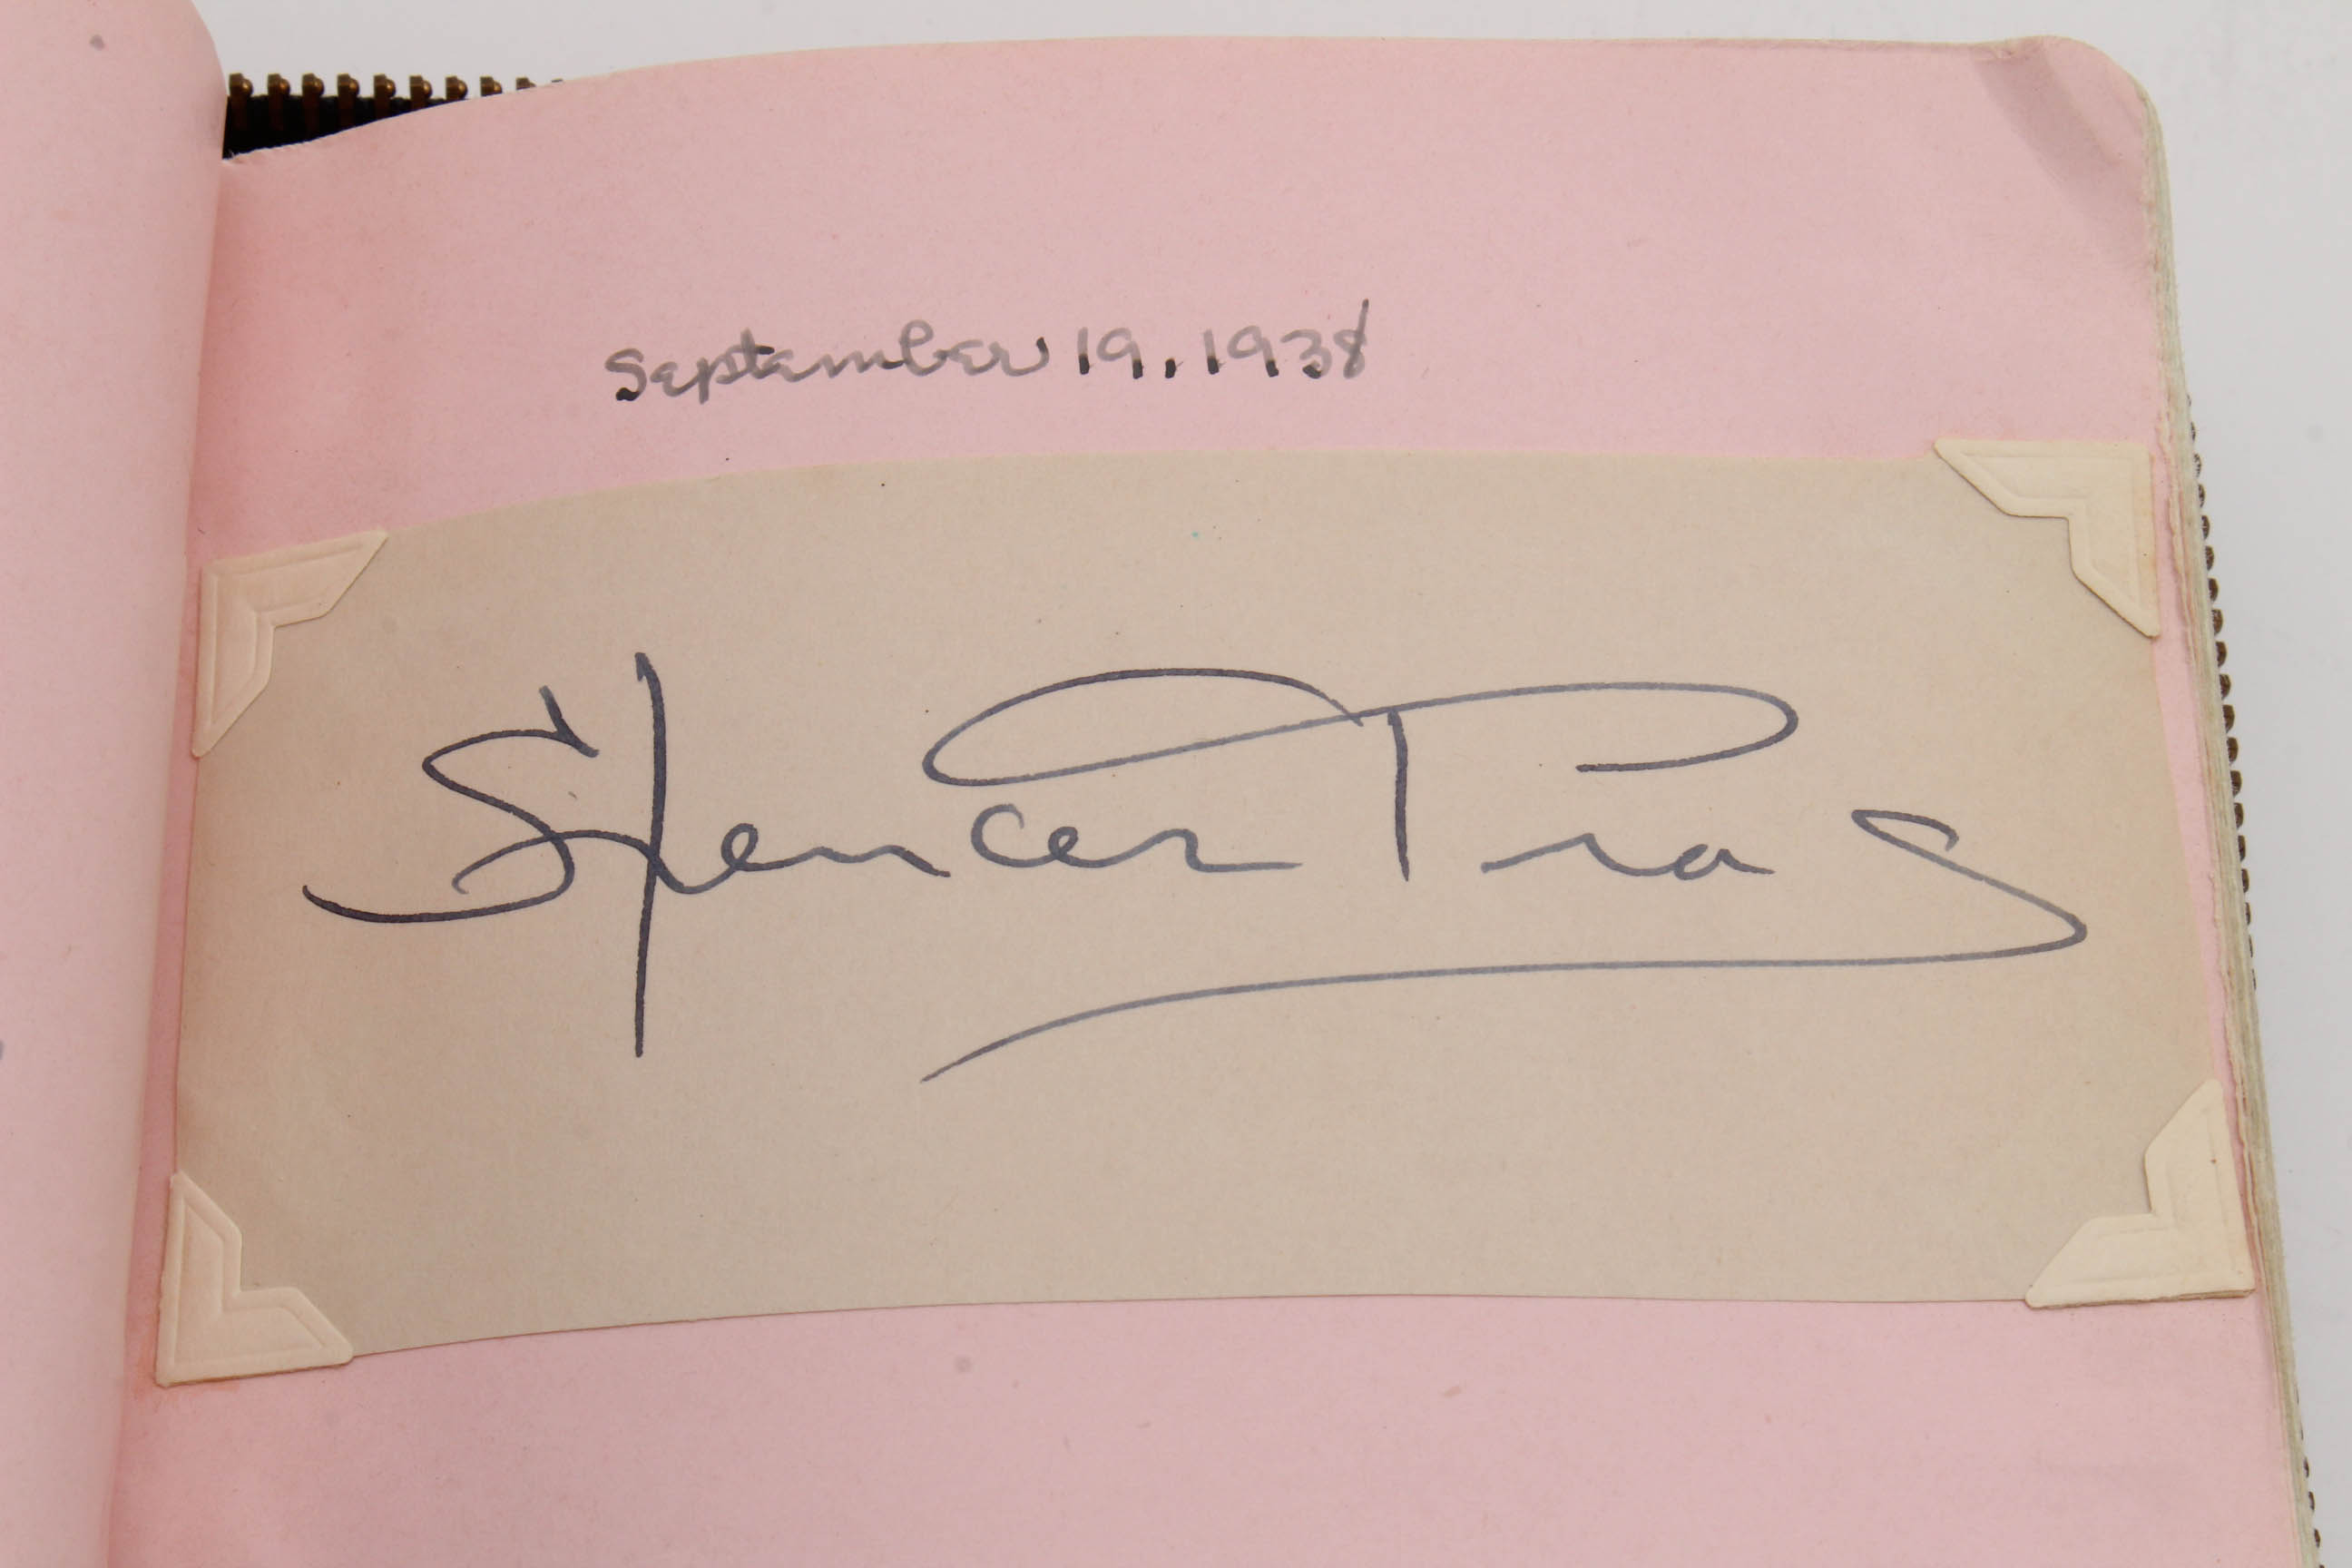 September 19, 1938
Spencer Tracy